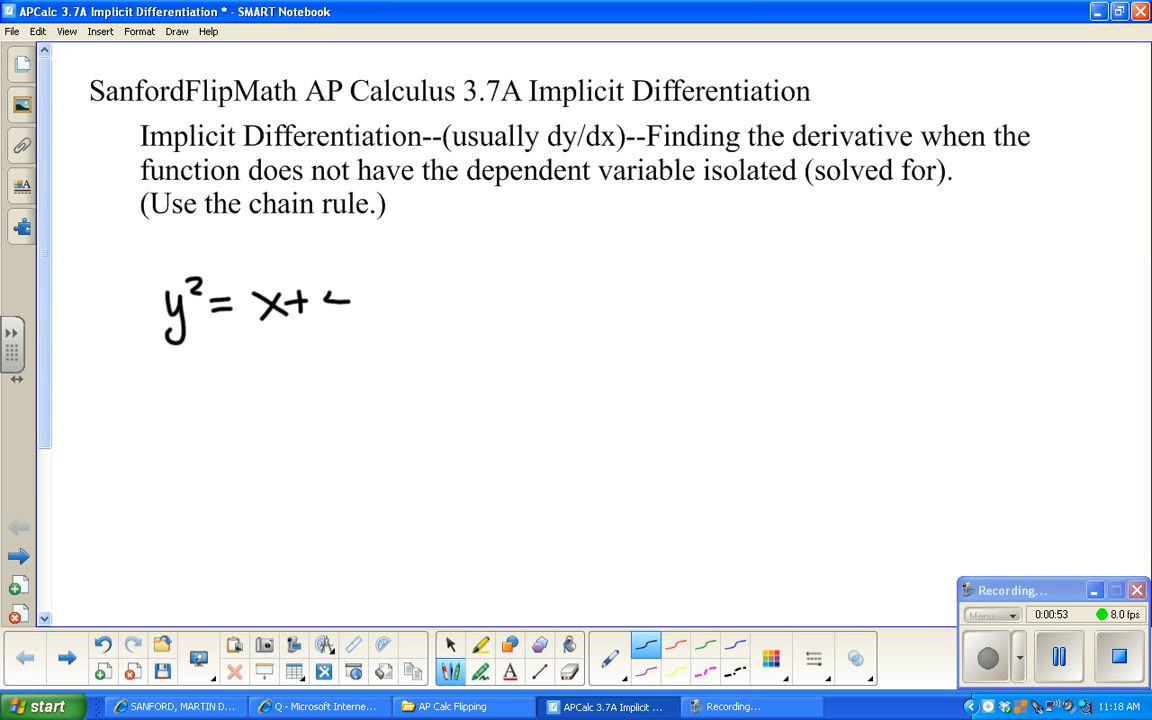 APCalc 3.7A Implicit Differentiation * - SMART Notebook
File Edit View Insert Format Draw Help
SanfordFlipMath AP Calculus 3.7A Implicit Differentiation
Implicit Differentiation--(usually dy/dx)--Finding the derivative when the
function does not have the dependent variable isolated (solved for).
(Use the chain rule.)
y² = x +
Recording...
Menu 0:00:53 8.0 fps
start SANFORD, MARTIN D... Q - Microsoft Interne... AP Calc Flipping APCalc 3.7A Implicit ... Recording... 11:18 AM